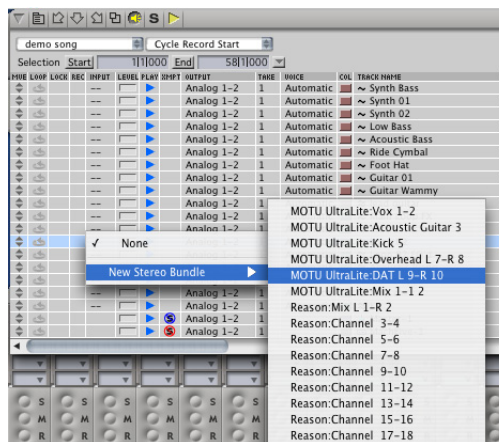 S
demo song Cycle Record Start
Selection Start 1|1|000 End 58|1|000
MVE LOOP LOCK REC INPUT LEVEL PLAY XMPT OUTPUT TAKE VOICE COL TRACK NAME
-- Analog 1-2 1 Automatic ~ Synth Bass
-- Analog 1-2 1 Automatic ~ Synth 01
-- Analog 1-2 1 Automatic ~ Synth 02
-- Analog 1-2 1 Automatic ~ Low Bass
-- Analog 1-2 1 Automatic ~ Acoustic Bass
-- Analog 1-2 1 Automatic ~ Ride Cymbal
-- Analog 1-2 1 Automatic ~ Foot Hat
-- Analog 1-2 1 Automatic ~ Guitar 01
-- Analog 1-2 1 Automatic ~ Guitar Wammy
✓ None
New Stereo Bundle
MOTU UltraLite:Vox 1-2
MOTU UltraLite:Acoustic Guitar 3
MOTU UltraLite:Kick 5
MOTU UltraLite:Overhead L 7-R 8
MOTU UltraLite:DAT L 9-R 10
MOTU UltraLite:Mix 1-1 2
Reason:Mix L 1-R 2
Reason:Channel 3-4
Reason:Channel 5-6
Reason:Channel 7-8
Reason:Channel 9-10
Reason:Channel 11-12
Reason:Channel 13-14
Reason:Channel 15-16
Reason:Channel 17-18
-- Analog 1-2 1
-- Analog 1-2 1
S Analog 1-2 1
S Analog 1-2 1
S S S S S S
M M M M M M
R R R R R R